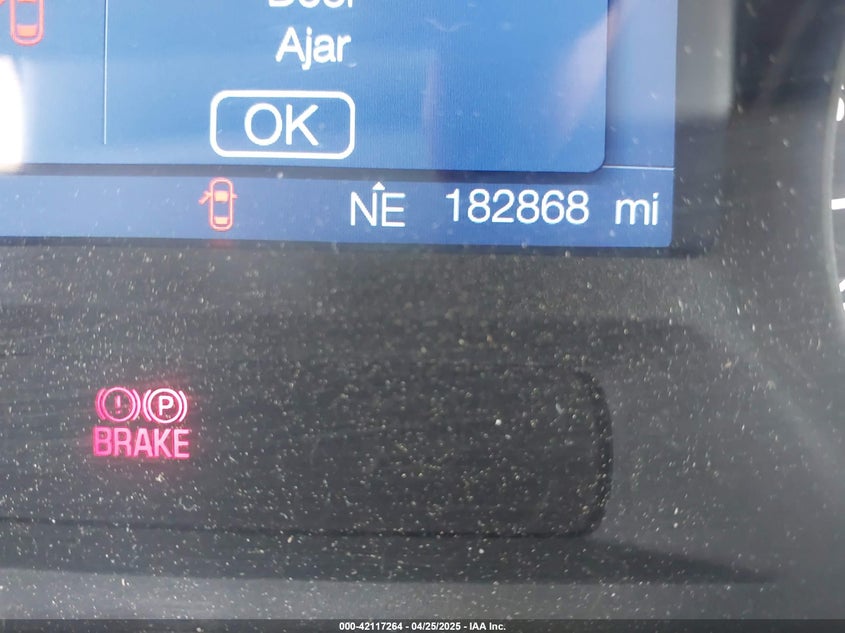 Ajar
OK
NE 182868 mi
(!) (P)
BRAKE
000-42117264 - 04/25/2025 - IAA Inc.